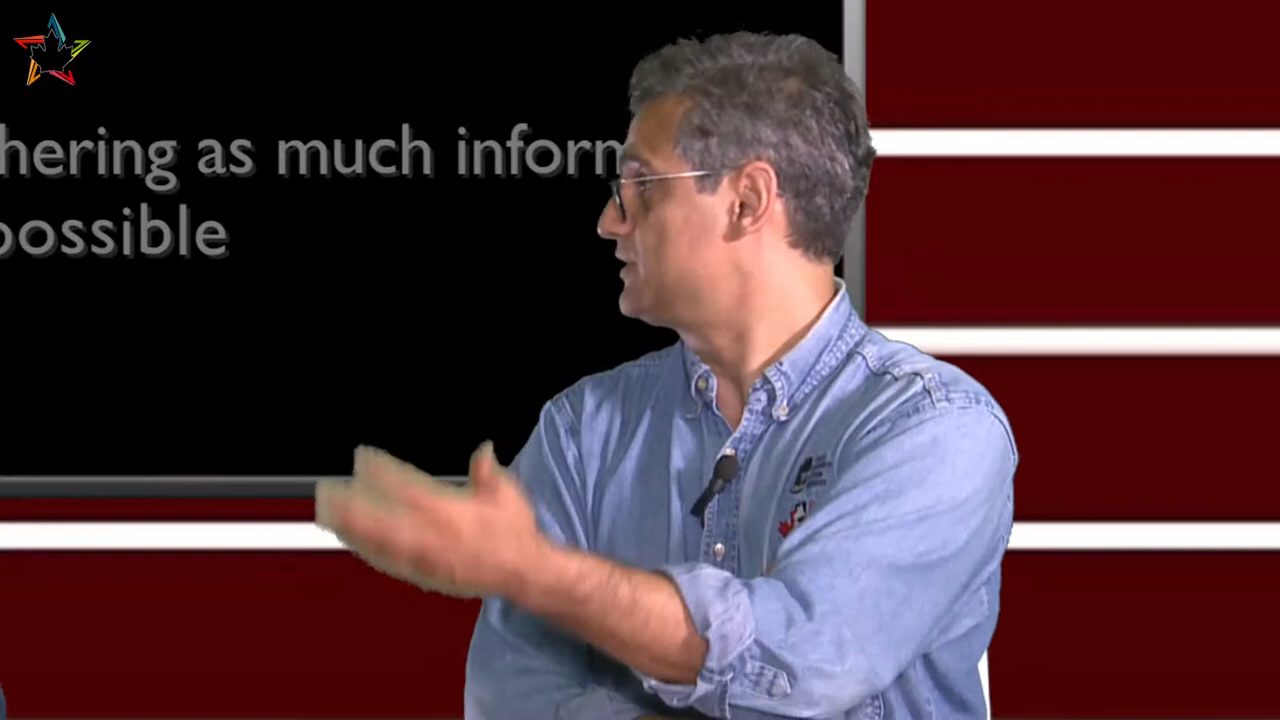 hering as much inform
possible